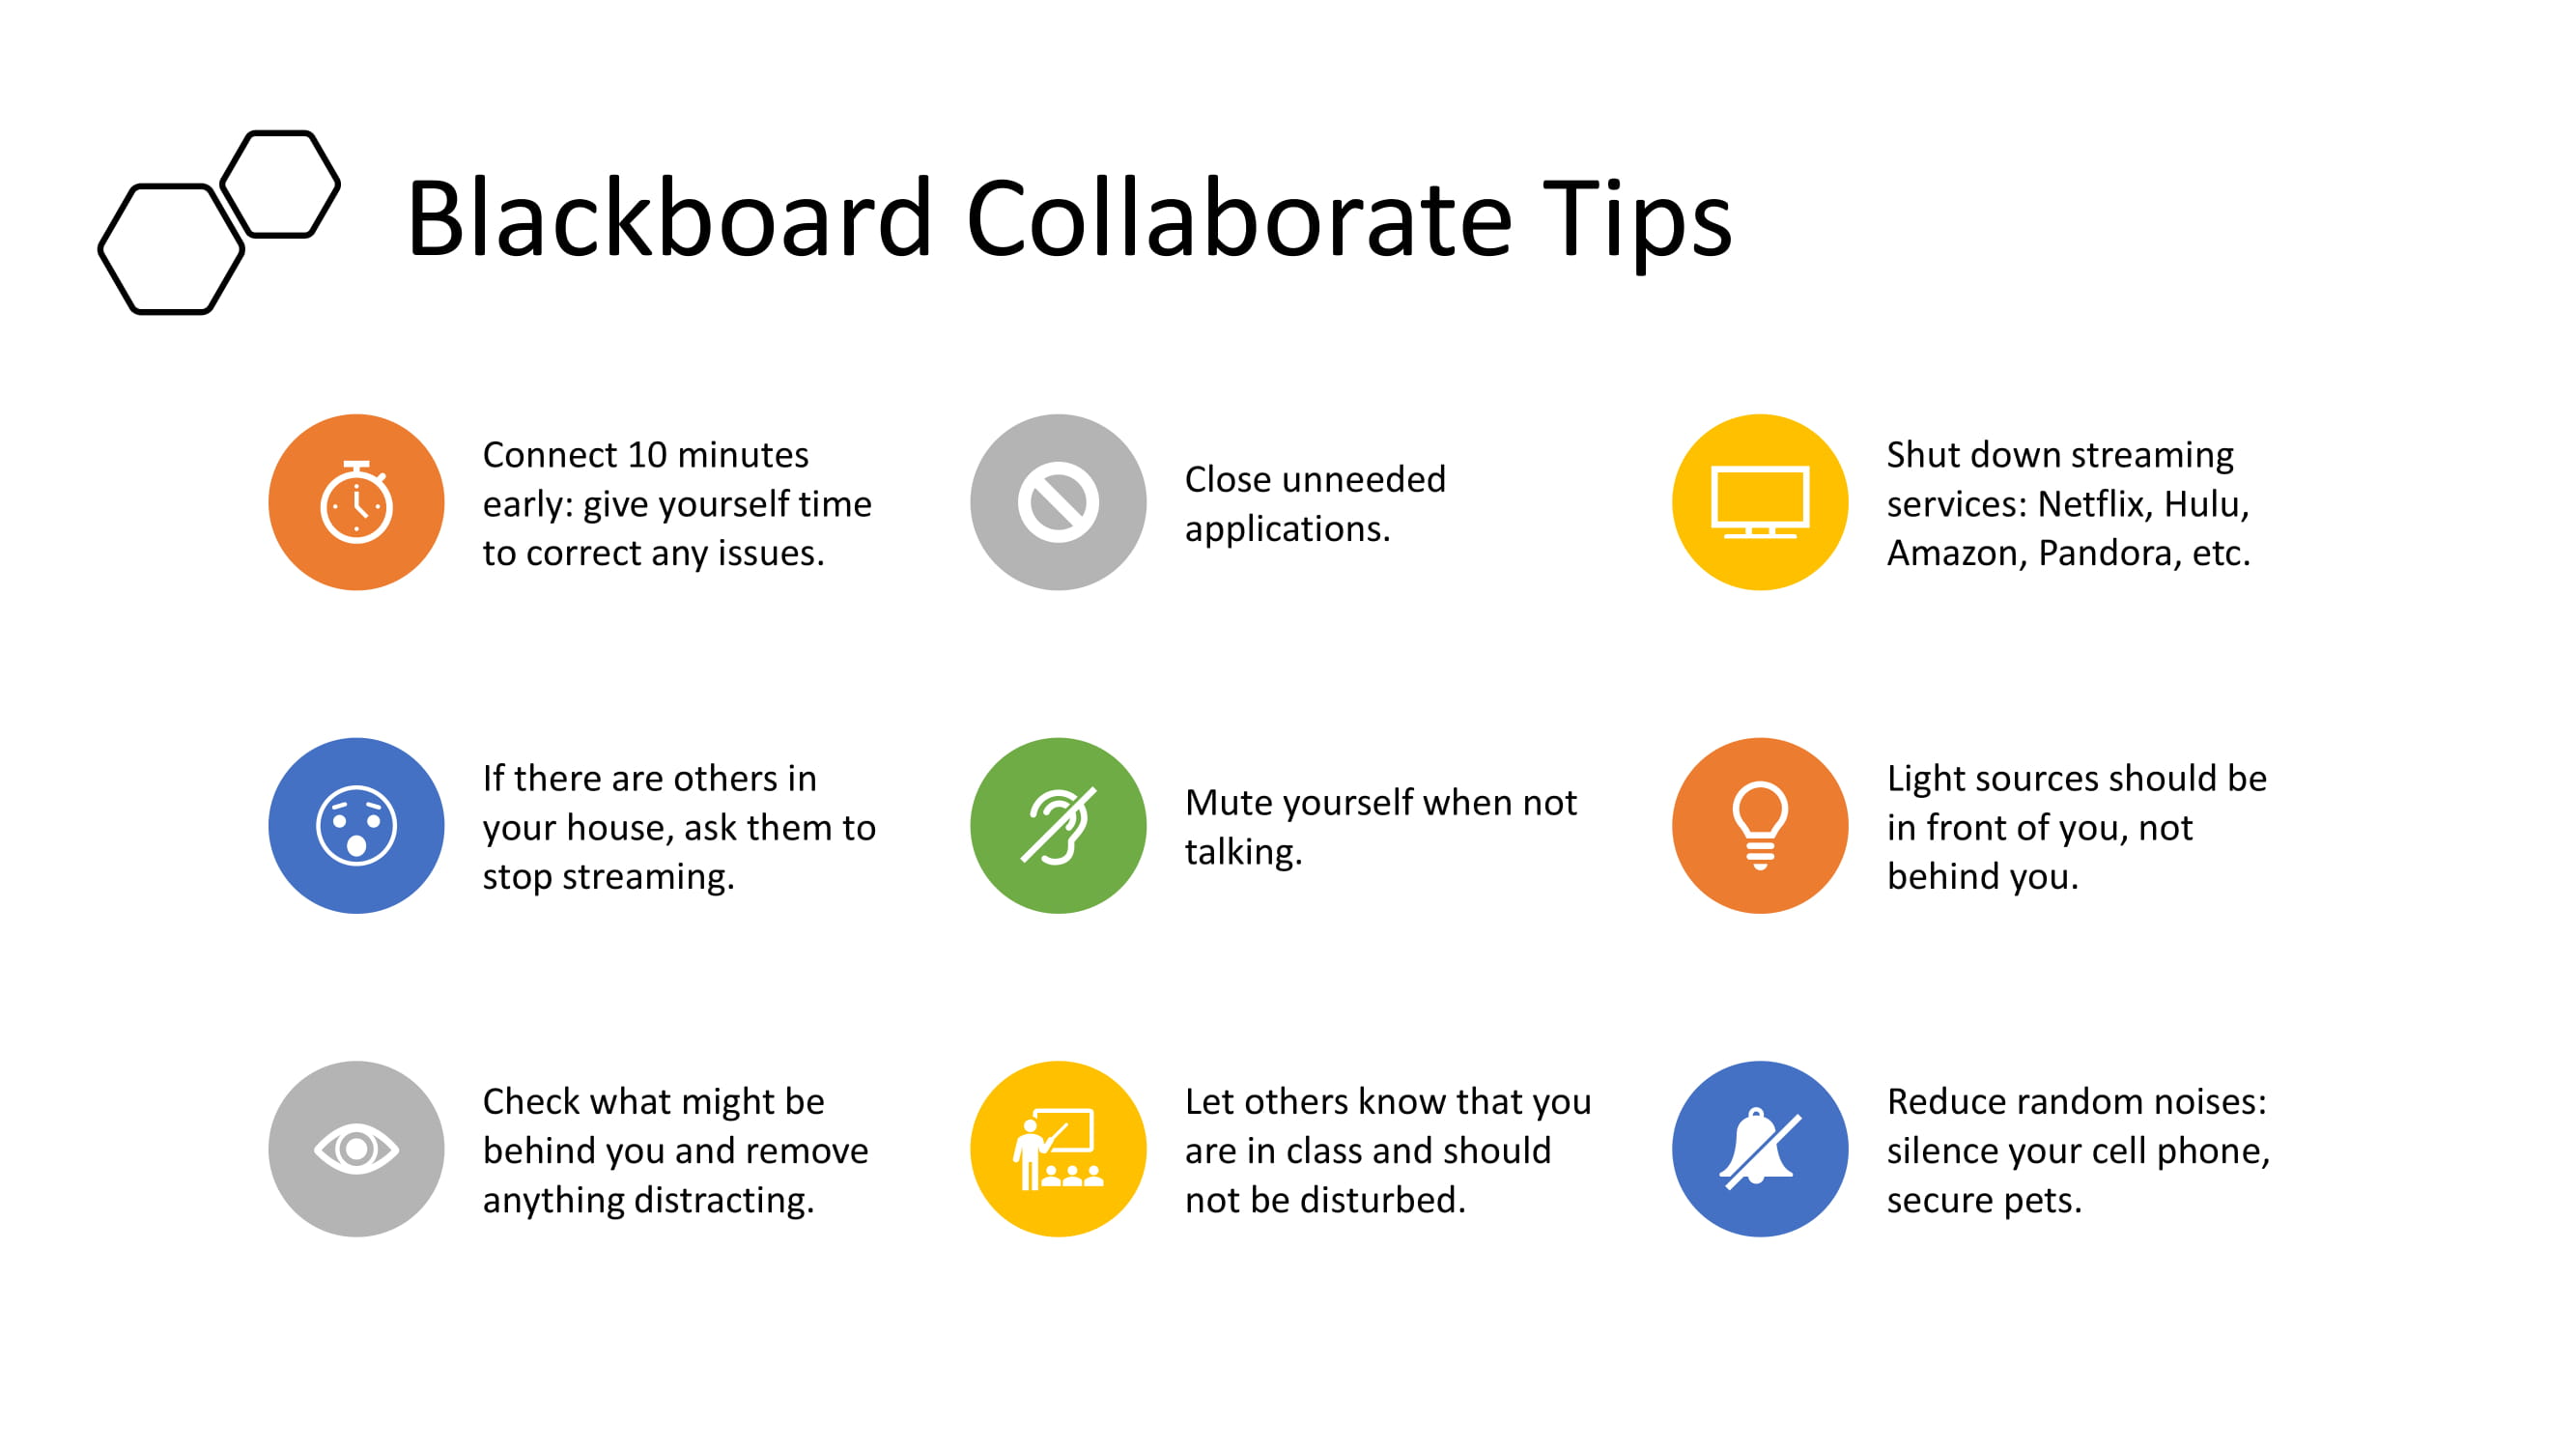 Blackboard Collaborate Tips
Connect 10 minutes
early: give yourself time
to correct any issues.
Close unneeded
applications.
Shut down streaming
services: Netflix, Hulu,
Amazon, Pandora, etc.
If there are others in
your house, ask them to
stop streaming.
Mute yourself when not
talking.
Light sources should be
in front of you, not
behind you.
Check what might be
behind you and remove
anything distracting.
Let others know that you
are in class and should
not be disturbed.
Reduce random noises:
silence your cell phone,
secure pets.